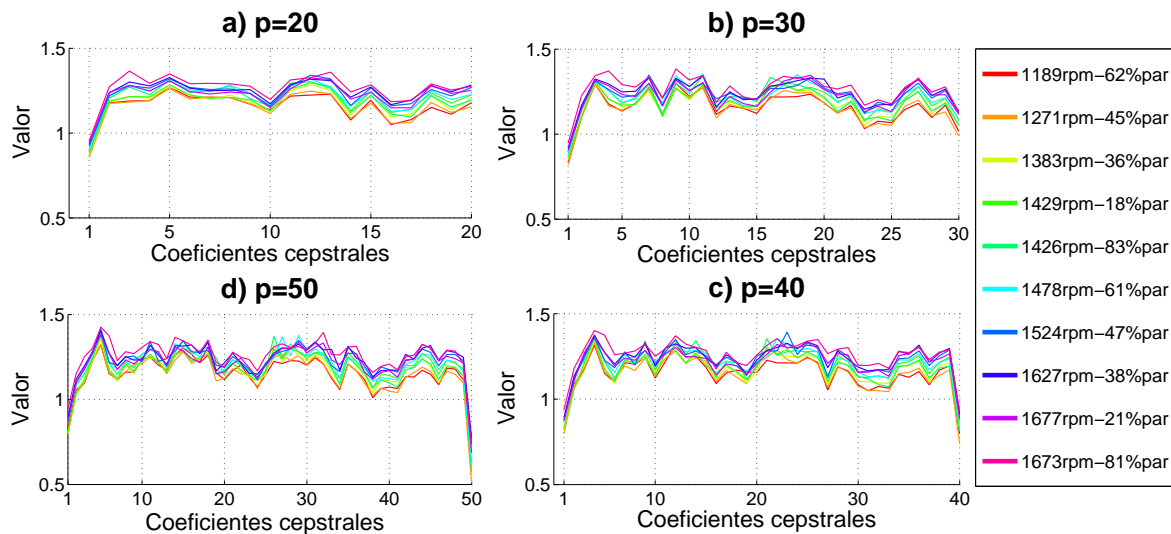 a) p=20
1.5
1
0.5
Valor
1
5
10
15
20
Coeficientes cepstrales
b) p=30
1.5
1
0.5
Valor
1
5
10
15
20
25
30
Coeficientes cepstrales
d) p=50
1.5
1
0.5
Valor
1
10
20
30
40
50
Coeficientes cepstrales
c) p=40
1.5
1
0.5
Valor
1
10
20
30
40
Coeficientes cepstrales
1189rpm−62%par
1271rpm−45%par
1383rpm−36%par
1429rpm−18%par
1426rpm−83%par
1478rpm−61%par
1524rpm−47%par
1627rpm−38%par
1677rpm−21%par
1673rpm−81%par